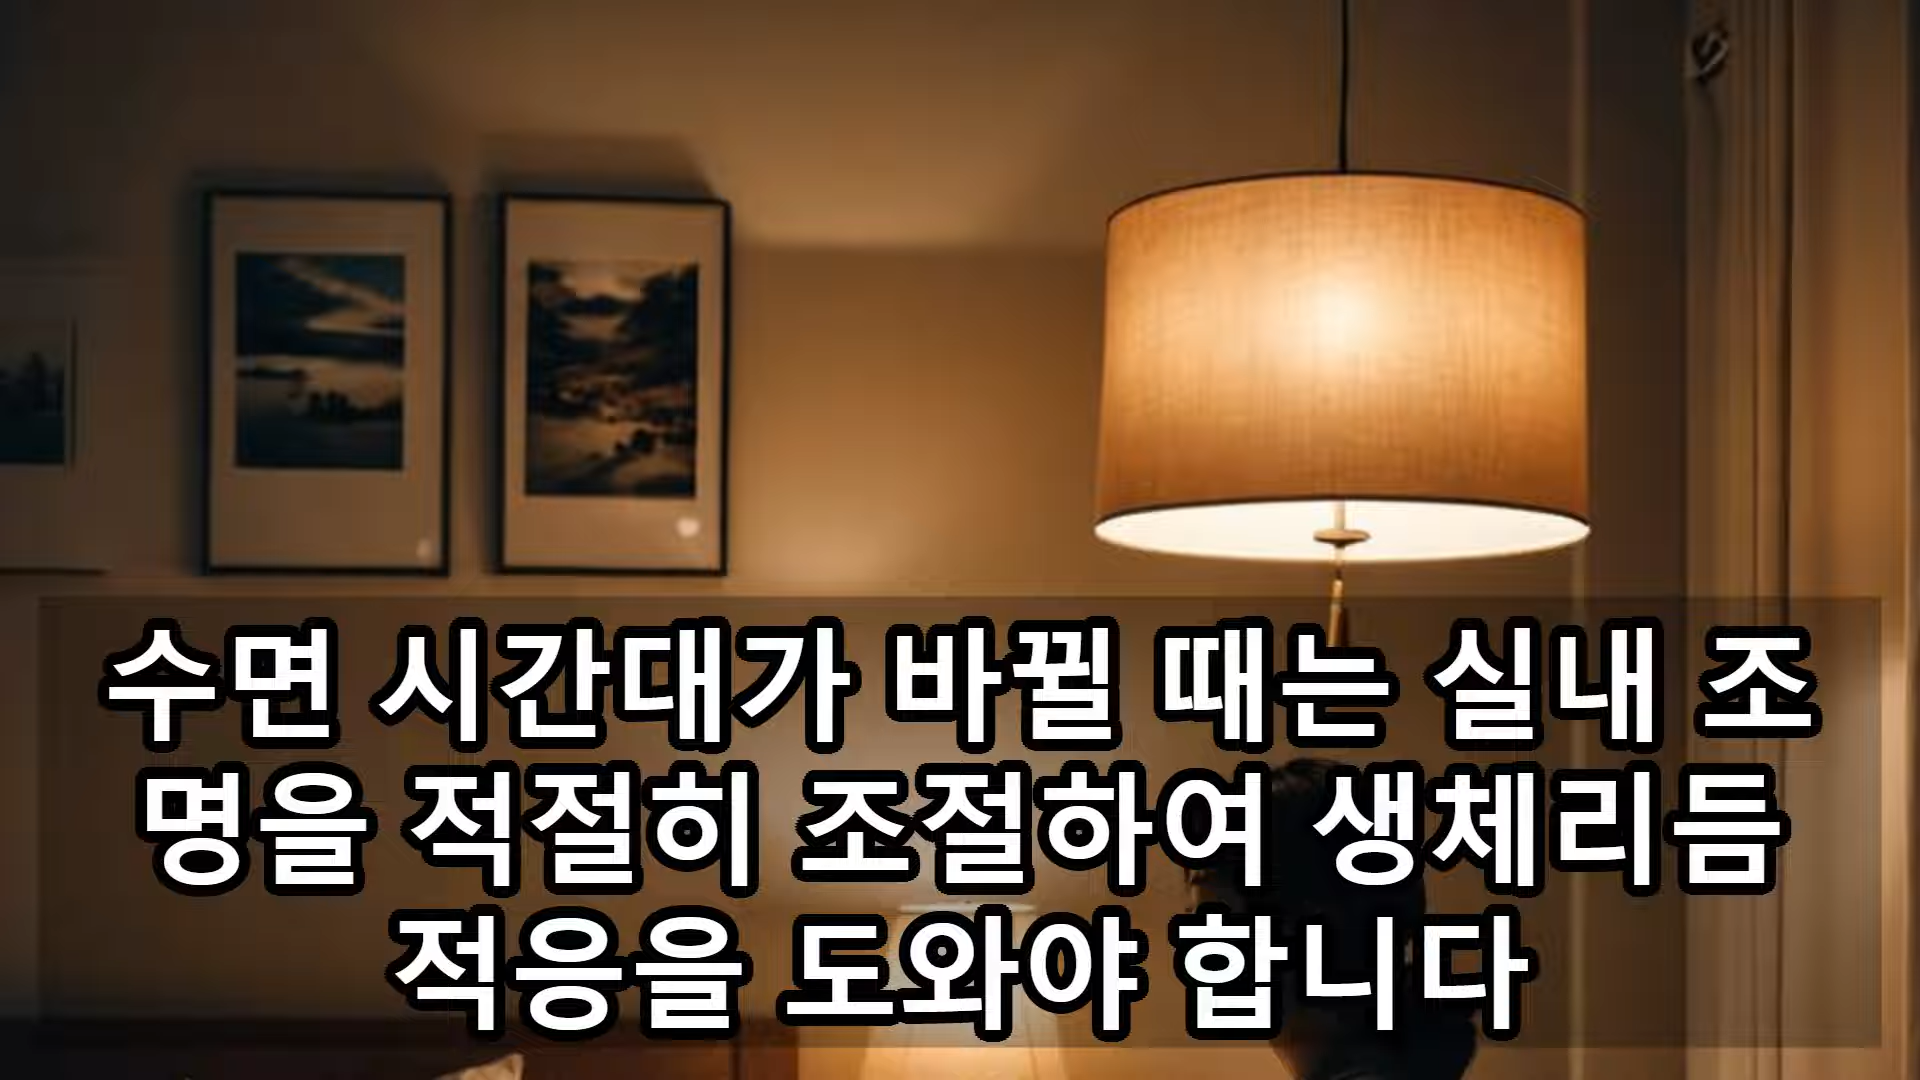 수면 시간대가 바뀔 때는 실내 조
명을 적절히 조절하여 생체리듬
적응을 도와야 합니다